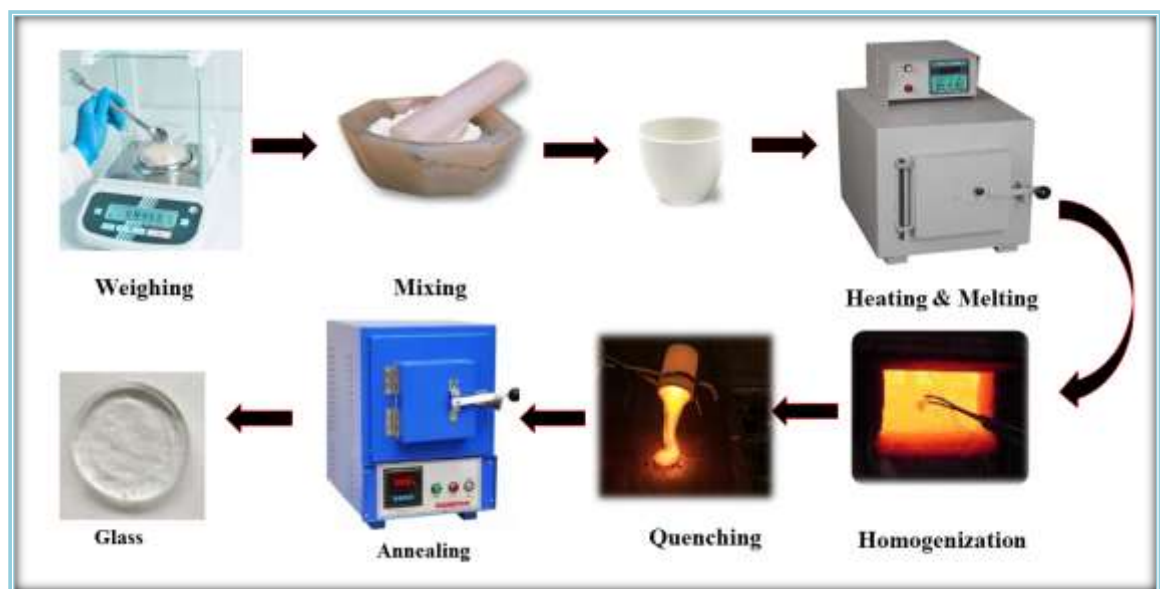 Weighing
Mixing
Heating & Melting
Glass
Annealing
Quenching
Homogenization